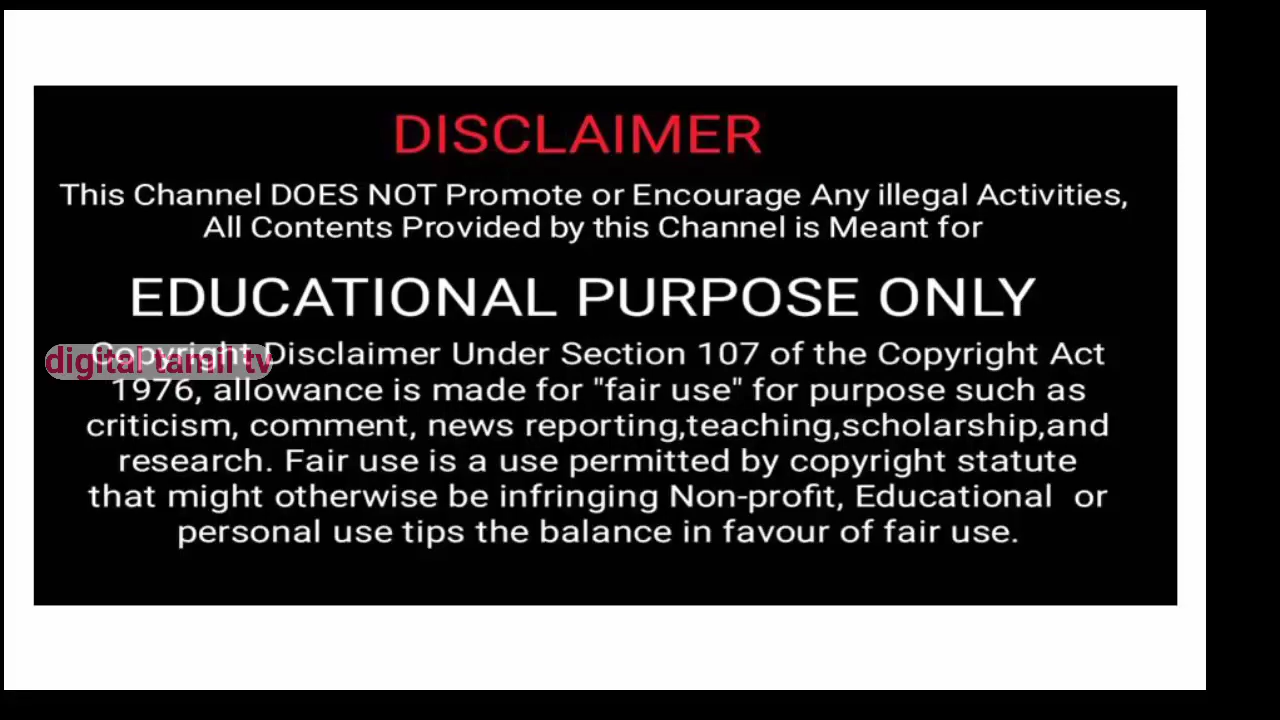 DISCLAIMER
This Channel DOES NOT Promote or Encourage Any illegal Activities,
All Contents Provided by this Channel is Meant for
EDUCATIONAL PURPOSE ONLY
digital tamil tv
Copyright Disclaimer Under Section 107 of the Copyright Act
1976, allowance is made for "fair use" for purpose such as
criticism, comment, news reporting,teaching,scholarship,and
research. Fair use is a use permitted by copyright statute
that might otherwise be infringing Non-profit, Educational or
personal use tips the balance in favour of fair use.